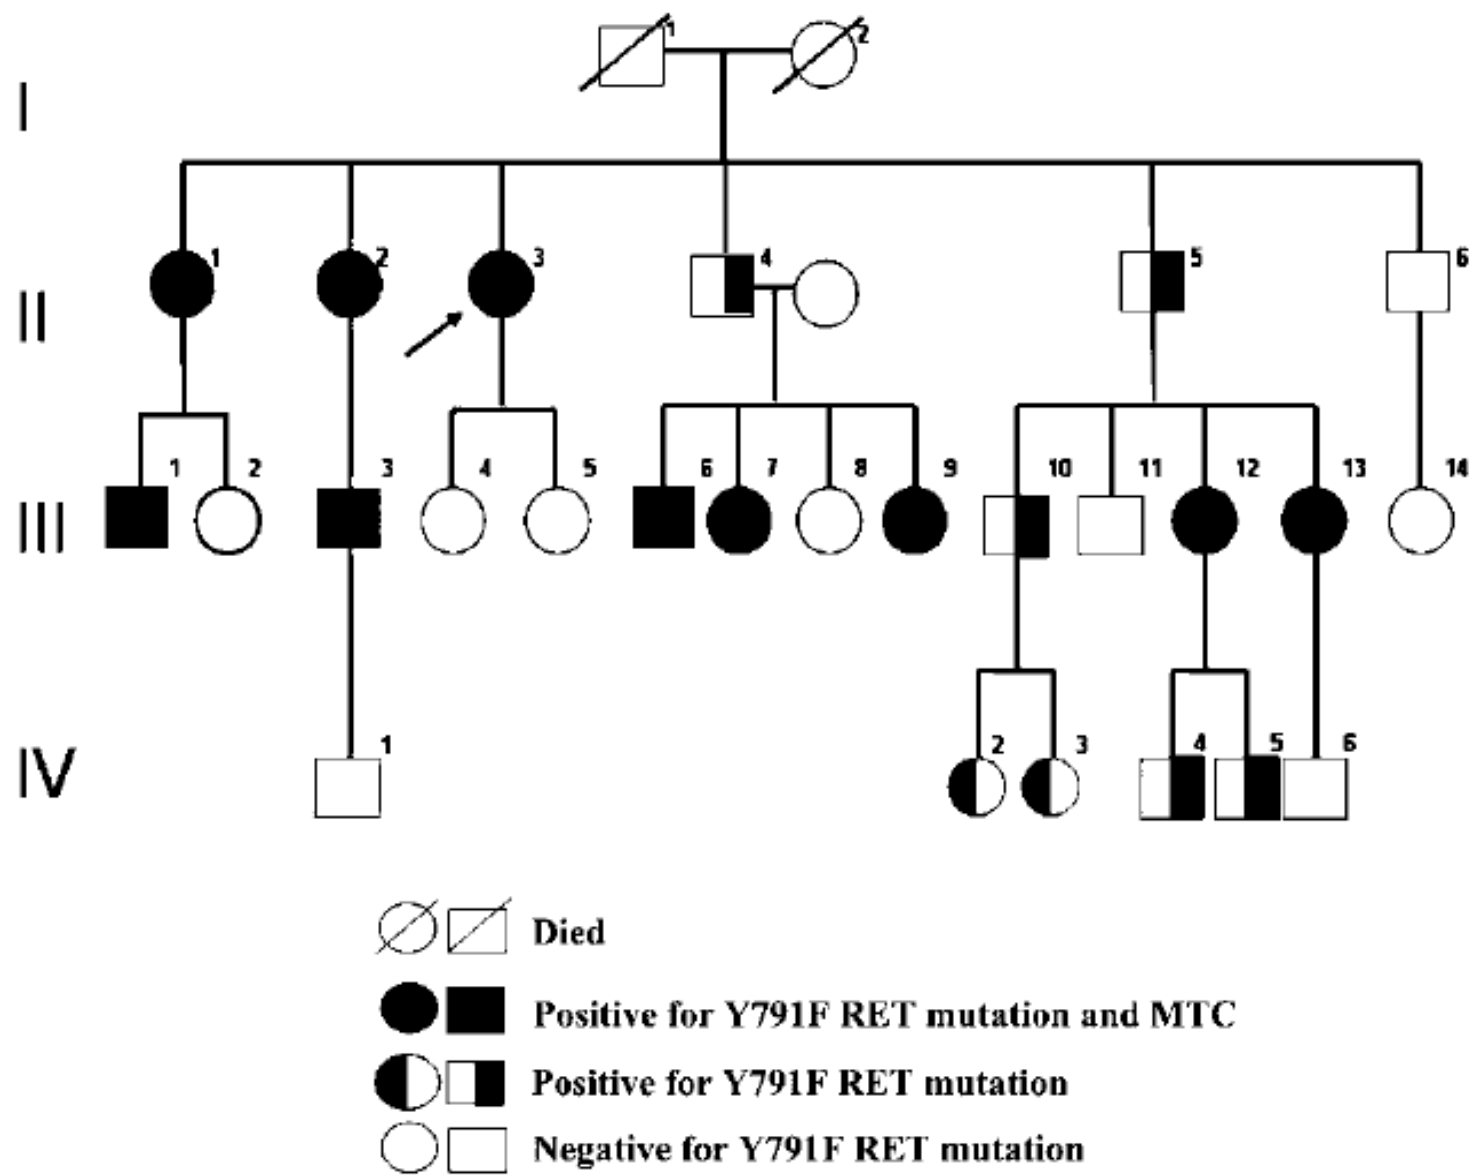 1 2
I
1 2 3 4 5 6
II
1 2 3 4 5 6 7 8 9 10 11 12 13 14
III
1 2 3 4 5 6
IV
Died
Positive for Y791F RET mutation and MTC
Positive for Y791F RET mutation
Negative for Y791F RET mutation